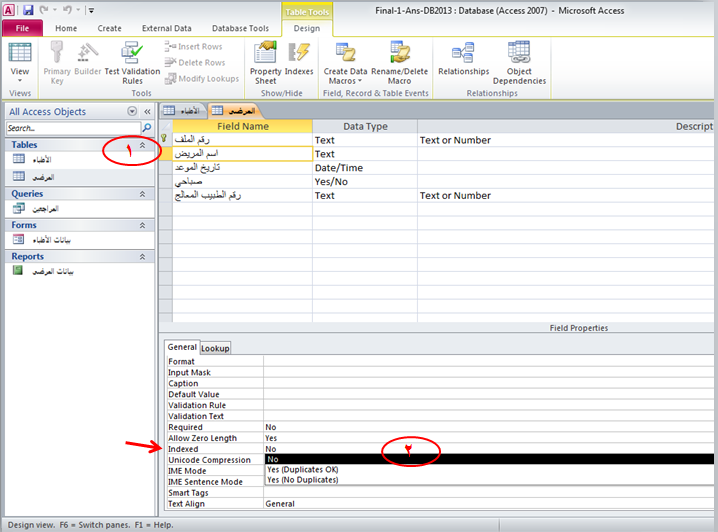 Table Tools
Final-1-Ans-DB2013 : Database (Access 2007) - Microsoft Access
File Home Create External Data Database Tools Design
View
Views
Primary Key
Builder
Test Validation Rules
Insert Rows
Delete Rows
Modify Lookups
Tools
Property Sheet
Indexes
Show/Hide
Create Data Macros
Rename/Delete Macro
Field, Record & Table Events
Relationships
Object Dependencies
Relationships
All Access Objects
Search...
Tables
١
الأطباء
المرضى
Queries
المراجعين
Forms
بيانات الأطباء
Reports
بيانات المرضى
الأطباء المرضى
Field Name Data Type Descript
رقم الملف Text Text or Number
اسم المريض Text
تاريخ الموعد Date/Time
صباحي Yes/No
رقم الطبيب المعالج Text Text or Number
Field Properties
General Lookup
Format
Input Mask
Caption
Default Value
Validation Rule
Validation Text
Required No
Allow Zero Length Yes
Indexed No
٢
Unicode Compression No
IME Mode Yes (Duplicates OK)
IME Sentence Mode Yes (No Duplicates)
Smart Tags
Text Align General
Design view. F6 = Switch panes. F1 = Help.